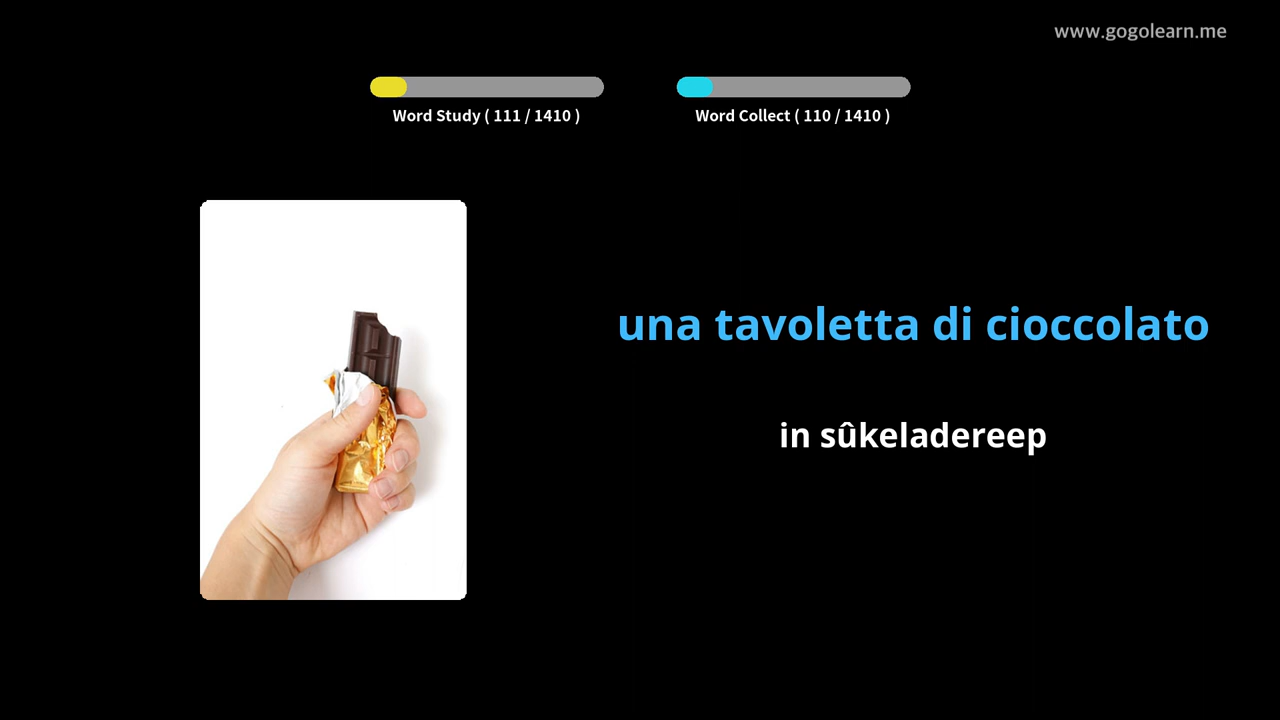 www.gogolearn.me
Word Study ( 111 / 1410 )
Word Collect ( 110 / 1410 )
una tavoletta di cioccolato
in sûkeladereep